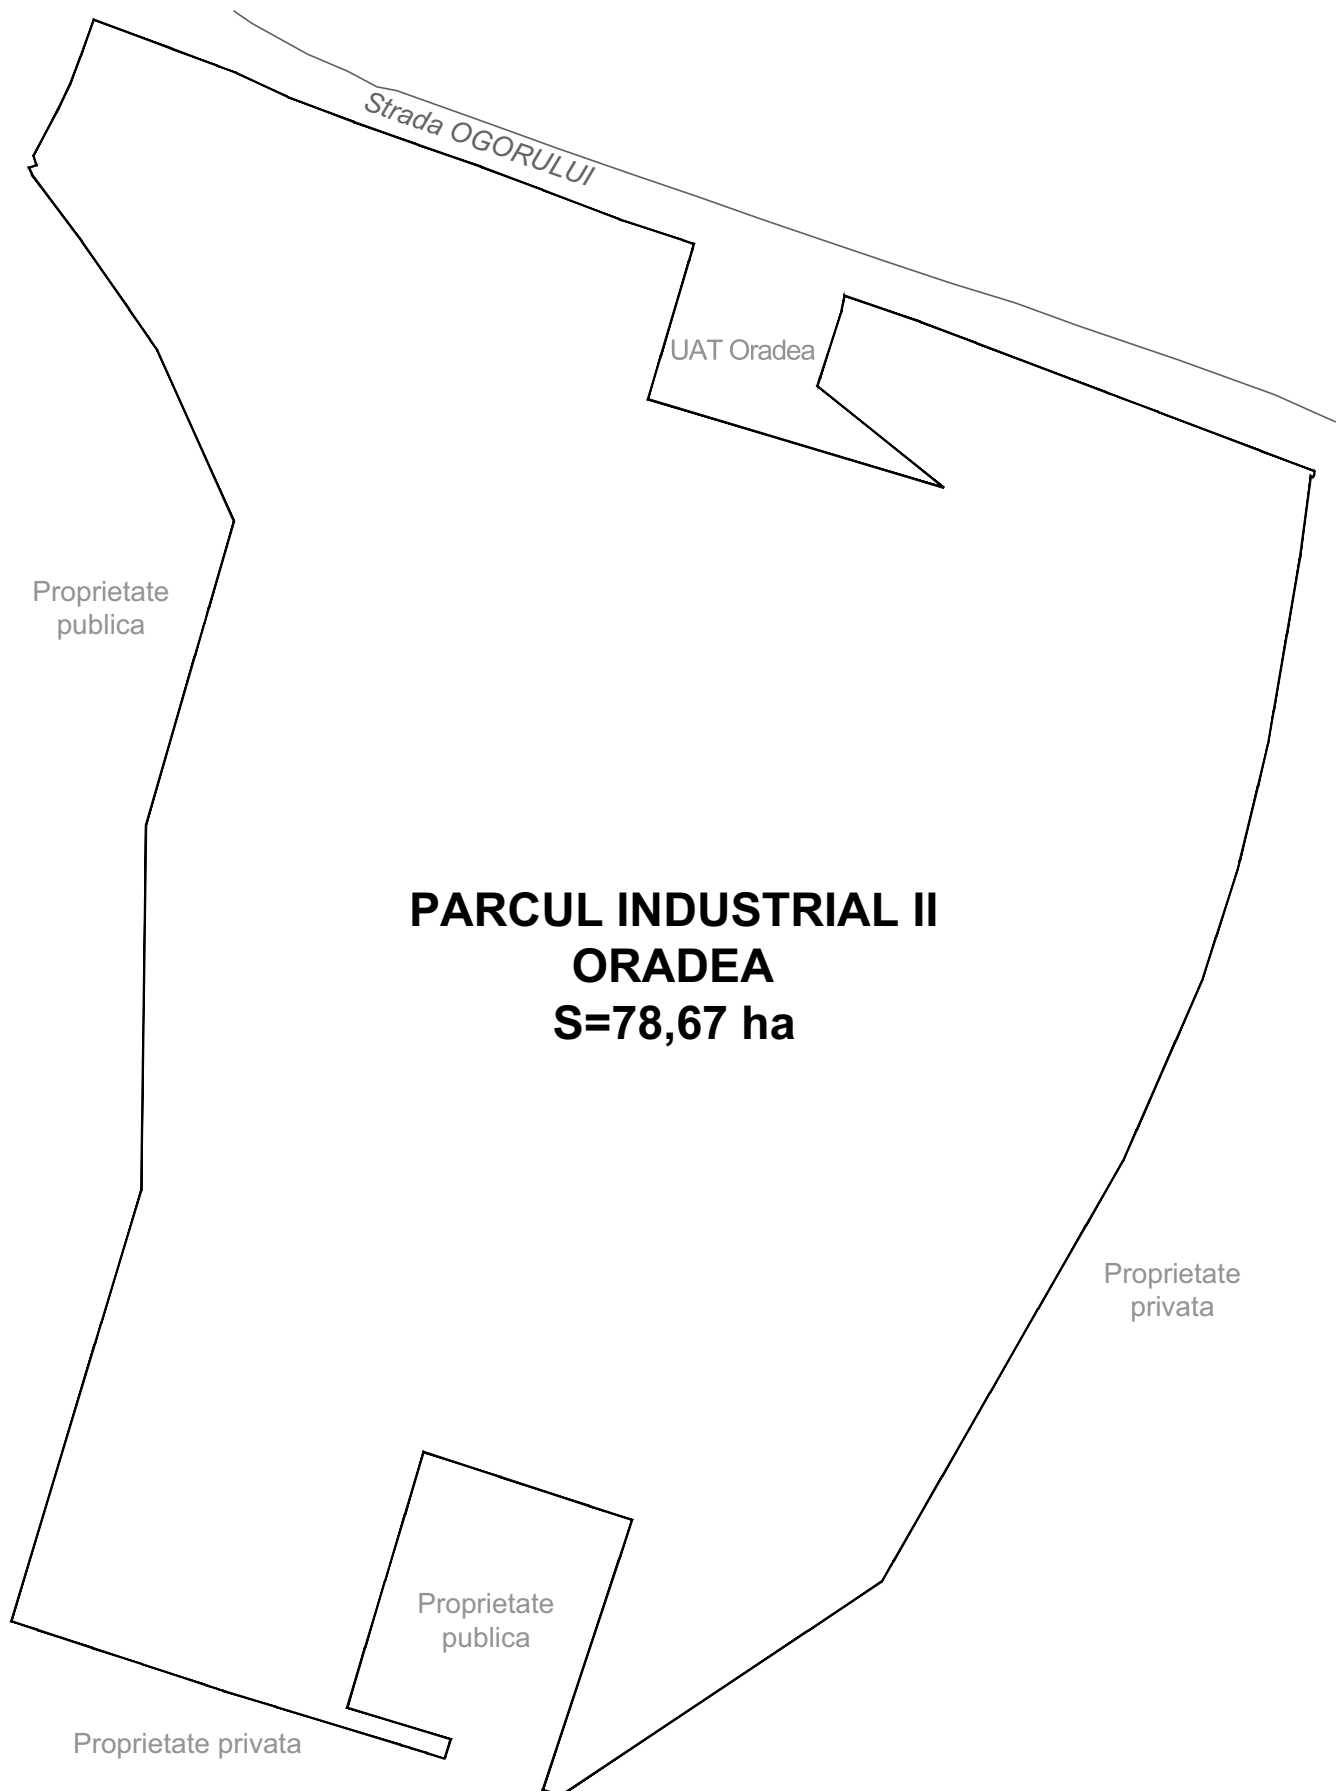 Strada OGORULUI
UAT Oradea
Proprietate
publica
PARCUL INDUSTRIAL II
ORADEA
S=78,67 ha
Proprietate
privata
Proprietate
publica
Proprietate privata